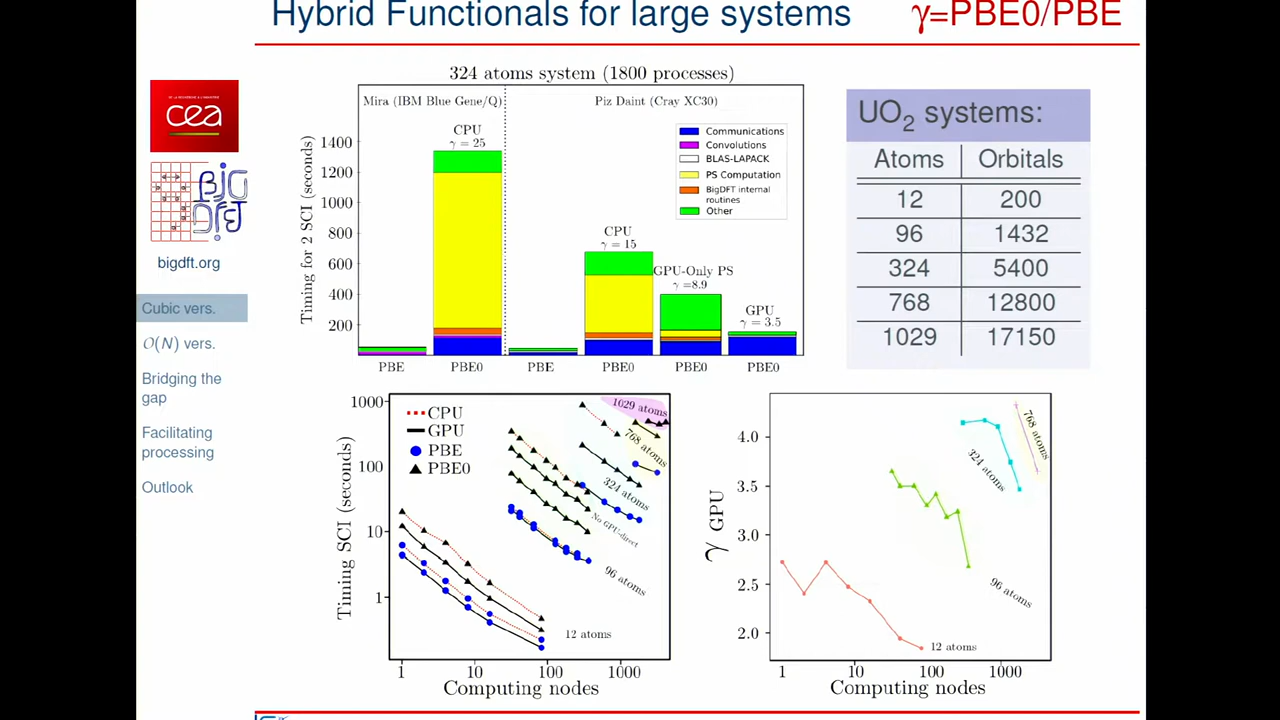 Hybrid Functionals for large systems γ=PBE0/PBE
cea
BigDFT
bigdft.org
Cubic vers.
O(N) vers.
Bridging the
gap
Facilitating
processing
Outlook
324 atoms system (1800 processes)
Mira (IBM Blue Gene/Q)
Piz Daint (Cray XC30)
Timing for 2 SCI (seconds)
1400
1200
1000
800
600
400
200
CPU
γ = 25
CPU
γ = 15
GPU-Only PS
γ =8.9
GPU
γ = 3.5
Communications
Convolutions
BLAS-LAPACK
PS Computation
BigDFT internal
routines
Other
PBE PBE0 PBE PBE0 PBE0 PBE0
UO2 systems:
Atoms Orbitals
12 200
96 1432
324 5400
768 12800
1029 17150
Timing SCI (seconds)
1000
100
10
1
CPU
GPU
PBE
PBE0
1029 atoms
768 atoms
324 atoms
No GPU-direct
96 atoms
12 atoms
1 10 100 1000
Computing nodes
γ GPU
4.0
3.5
3.0
2.5
2.0
768 atoms
324 atoms
96 atoms
12 atoms
1 10 100 1000
Computing nodes